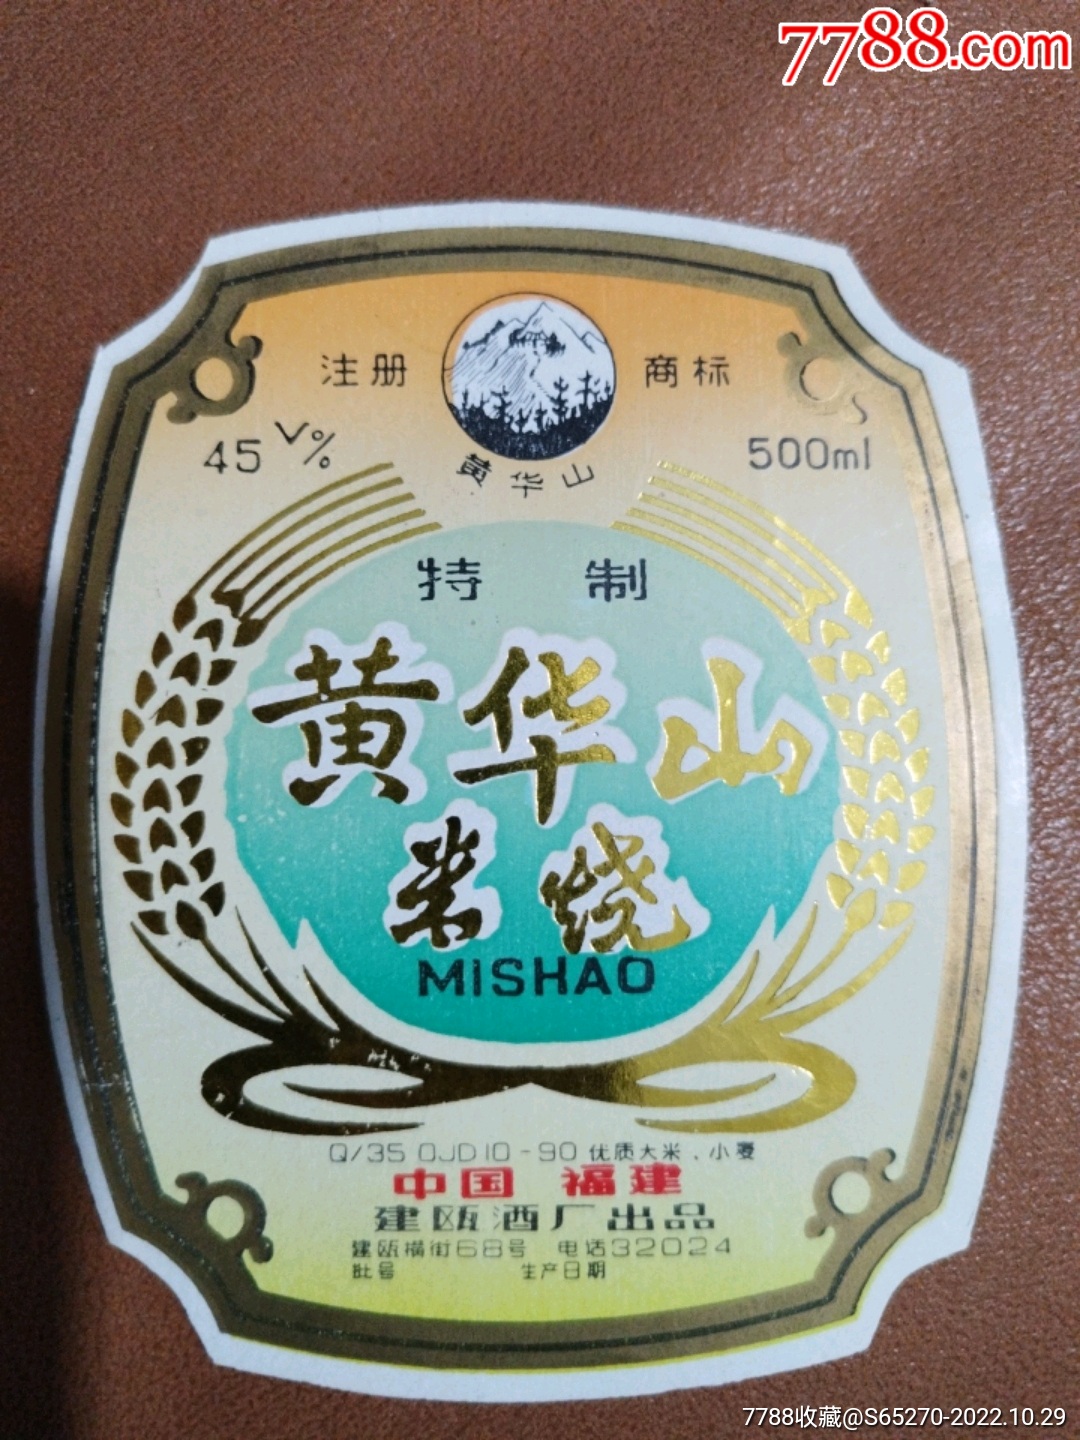 7788.com
注册 商标
45 V% 500ml
黄华山
特 制
黄华山
米烧
MISHAO
Q/35 OJD10-90 优质大米、小麦
中国 福建
建瓯酒厂出品
建瓯横街68号 电话32024
批号 生产日期
7788收藏@S65270-2022.10.29